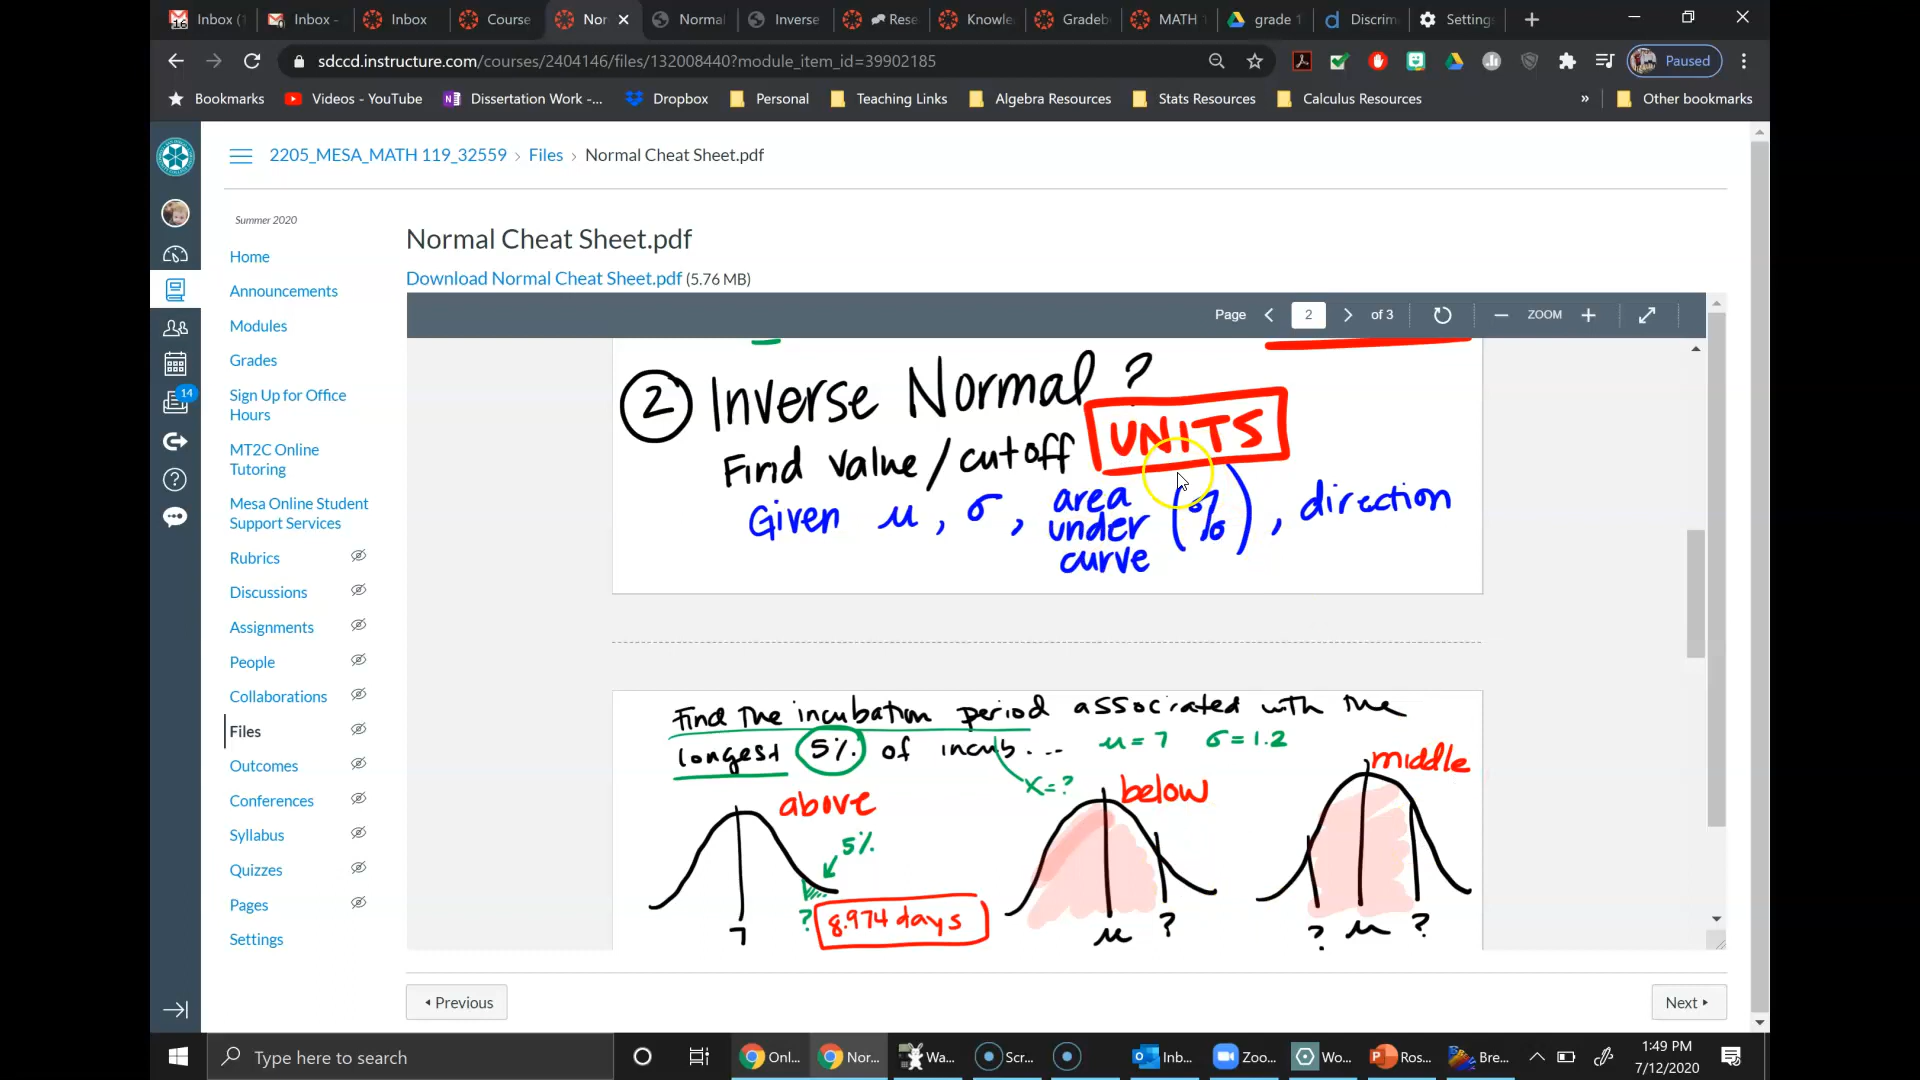 Inbox (
Inbox -
Inbox
Course
Nor
Normal
Inverse
Rese
Knowle
Gradeb
MATH
grade 1
Discrim
Settings
sdccd.instructure.com/courses/2404146/files/132008440?module_item_id=39902185
Paused
Bookmarks
Videos - YouTube
Dissertation Work -...
Dropbox
Personal
Teaching Links
Algebra Resources
Stats Resources
Calculus Resources
»
Other bookmarks
2205_MESA_MATH 119_32559 › Files › Normal Cheat Sheet.pdf
Summer 2020
Home
Announcements
Modules
Grades
Sign Up for Office
Hours
MT2C Online
Tutoring
Mesa Online Student
Support Services
Rubrics
Discussions
Assignments
People
Collaborations
Files
Outcomes
Conferences
Syllabus
Quizzes
Pages
Settings
14
Normal Cheat Sheet.pdf
Download Normal Cheat Sheet.pdf (5.76 MB)
Page 2 of 3
ZOOM
2 Inverse Normal ?
UNITS
Find value/cutoff
Given μ, σ, area under curve (%), direction
Find the incubation period associated with the
longest 5% of incub... μ = 7 σ = 1.2
x = ?
above
5%
?
7
8.974 days
below
μ ?
middle
? μ ?
Previous
Next
Type here to search
Onl...
Nor...
Wa...
Scr...
Inb...
Zoo...
Wo...
Ros...
Bre...
1:49 PM
7/12/2020